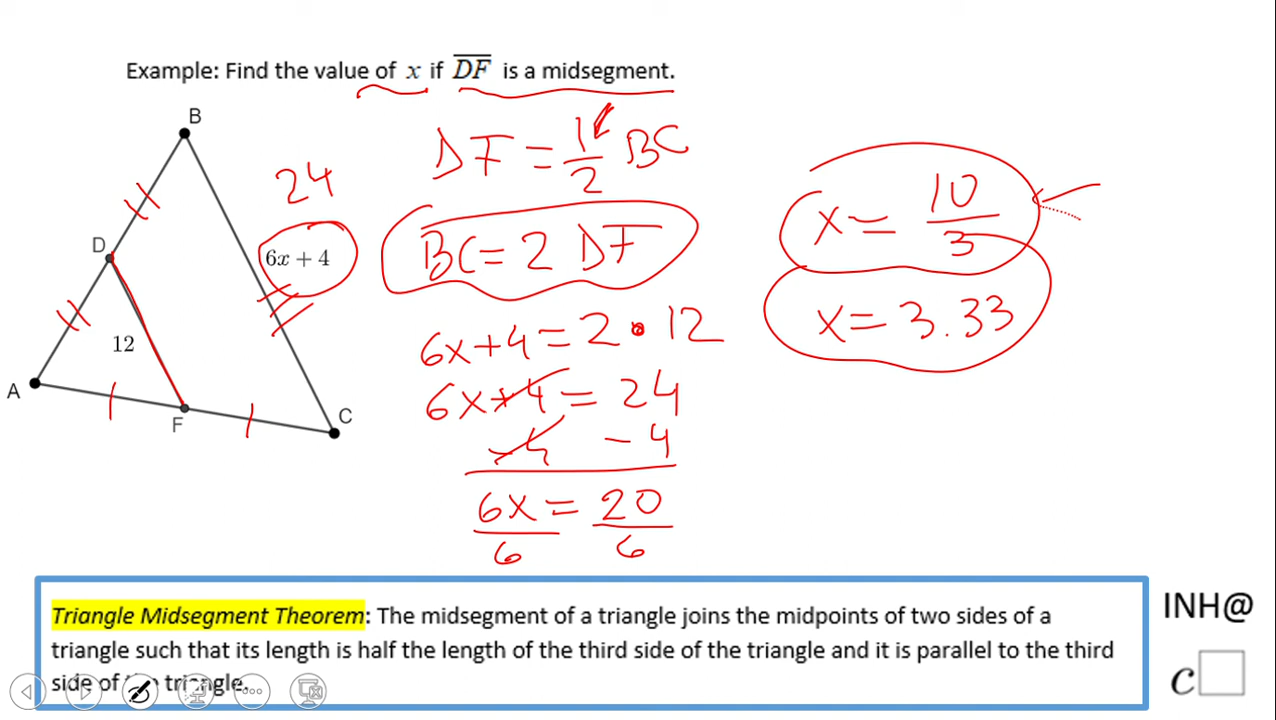 Example: Find the value of x if DF is a midsegment.
B
DF = 1/2 BC
24
x = 10/3
D
6x + 4
BC = 2 DF
x = 3.33
12
6x+4 = 2 • 12
A
6x+4 = 24
F
C
-4 -4
6x = 20
6 6
Triangle Midsegment Theorem: The midsegment of a triangle joins the midpoints of two sides of a
triangle such that its length is half the length of the third side of the triangle and it is parallel to the third
side of triangle.
INH@
c